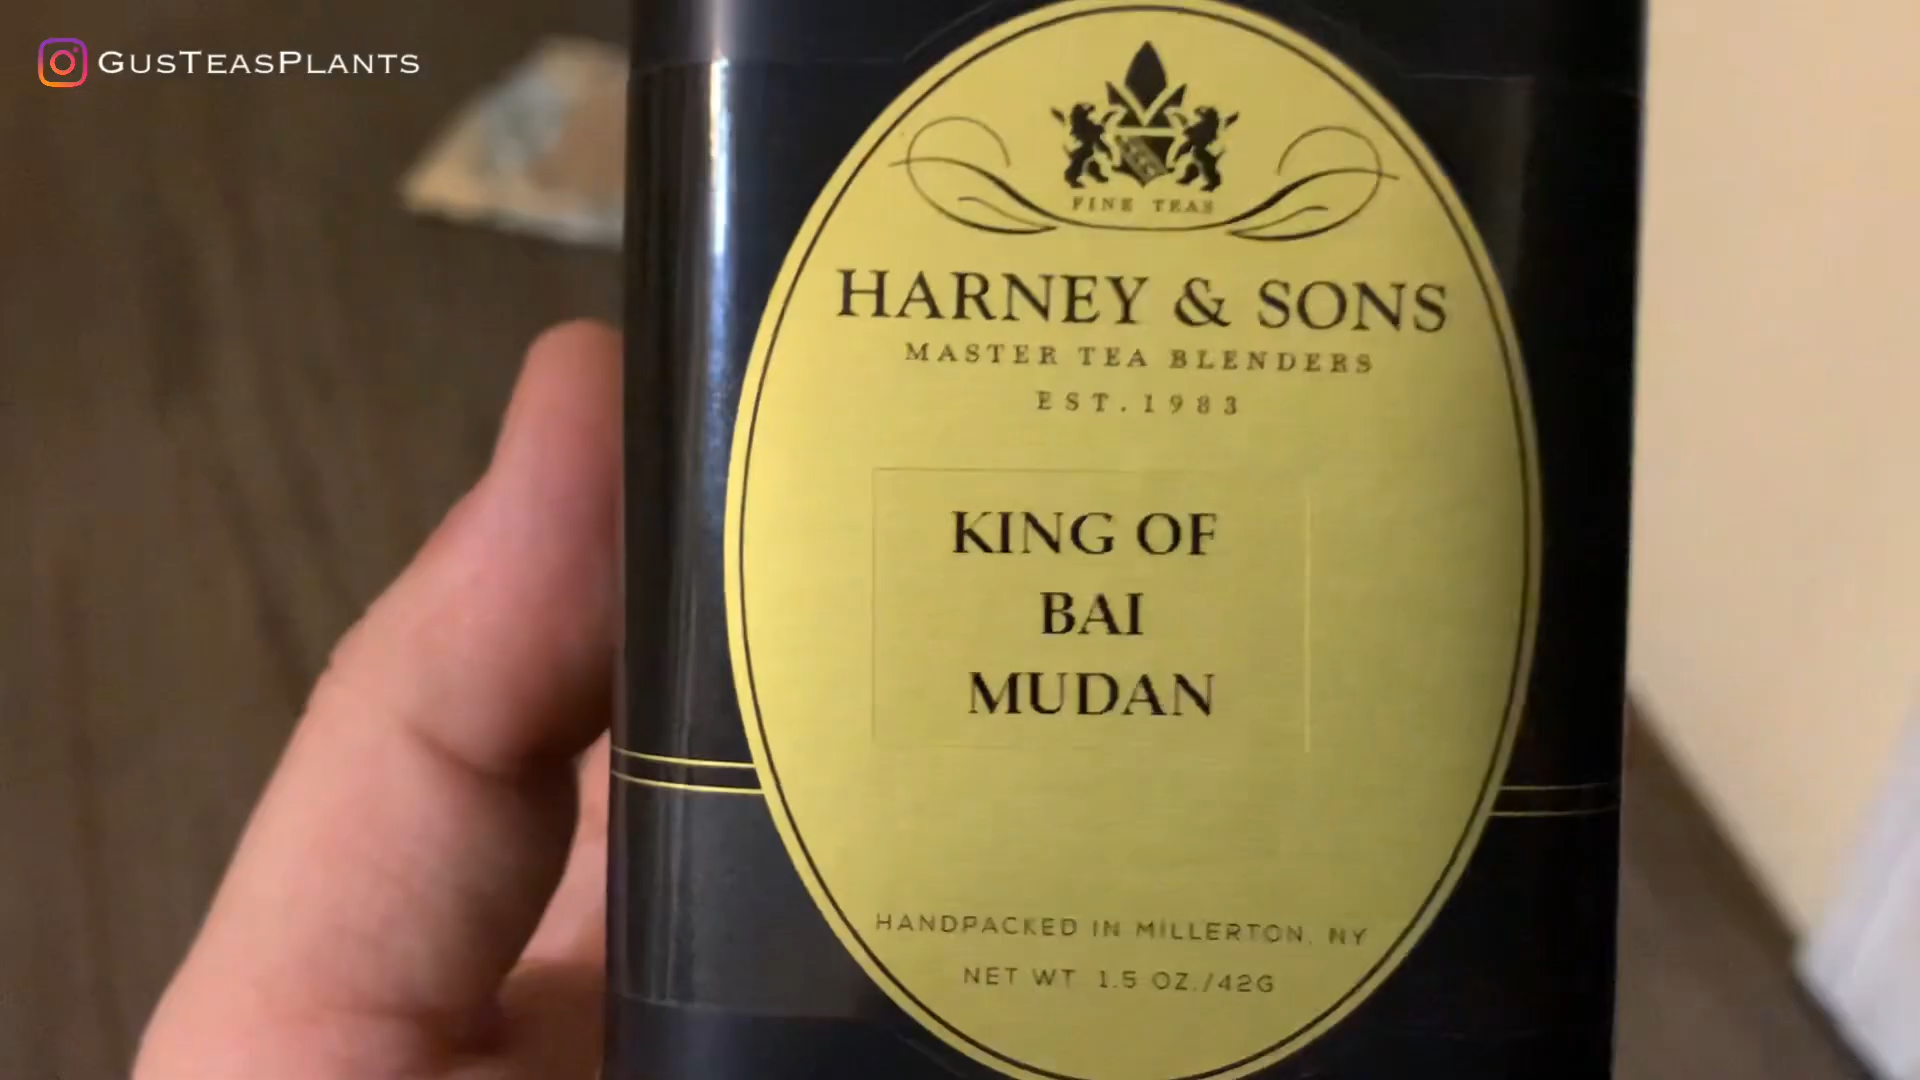 GUSTEASPLANTS
FINE TEAS
HARNEY & SONS
MASTER TEA BLENDERS
EST.1983
KING OF
BAI
MUDAN
HANDPACKED IN MILLERTON, NY
NET WT 1.5 OZ./42G